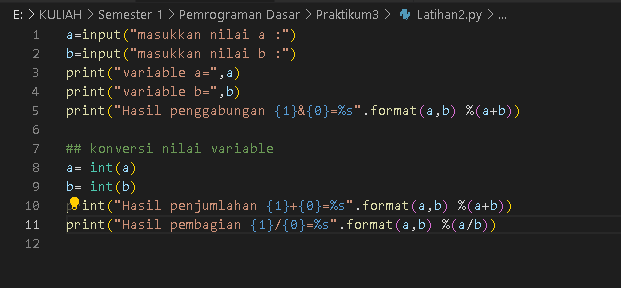 E: > KULIAH > Semester 1 > Pemrograman Dasar > Praktikum3 > Latihan2.py > ...
1 a=input("masukkan nilai a :")
2 b=input("masukkan nilai b :")
3 print("variable a=",a)
4 print("variable b=",b)
5 print("Hasil penggabungan {1}&{0}=%s".format(a,b) %(a+b))
6
7 ## konversi nilai variable
8 a= int(a)
9 b= int(b)
10 print("Hasil penjumlahan {1}+{0}=%s".format(a,b) %(a+b))
11 print("Hasil pembagian {1}/{0}=%s".format(a,b) %(a/b))
12